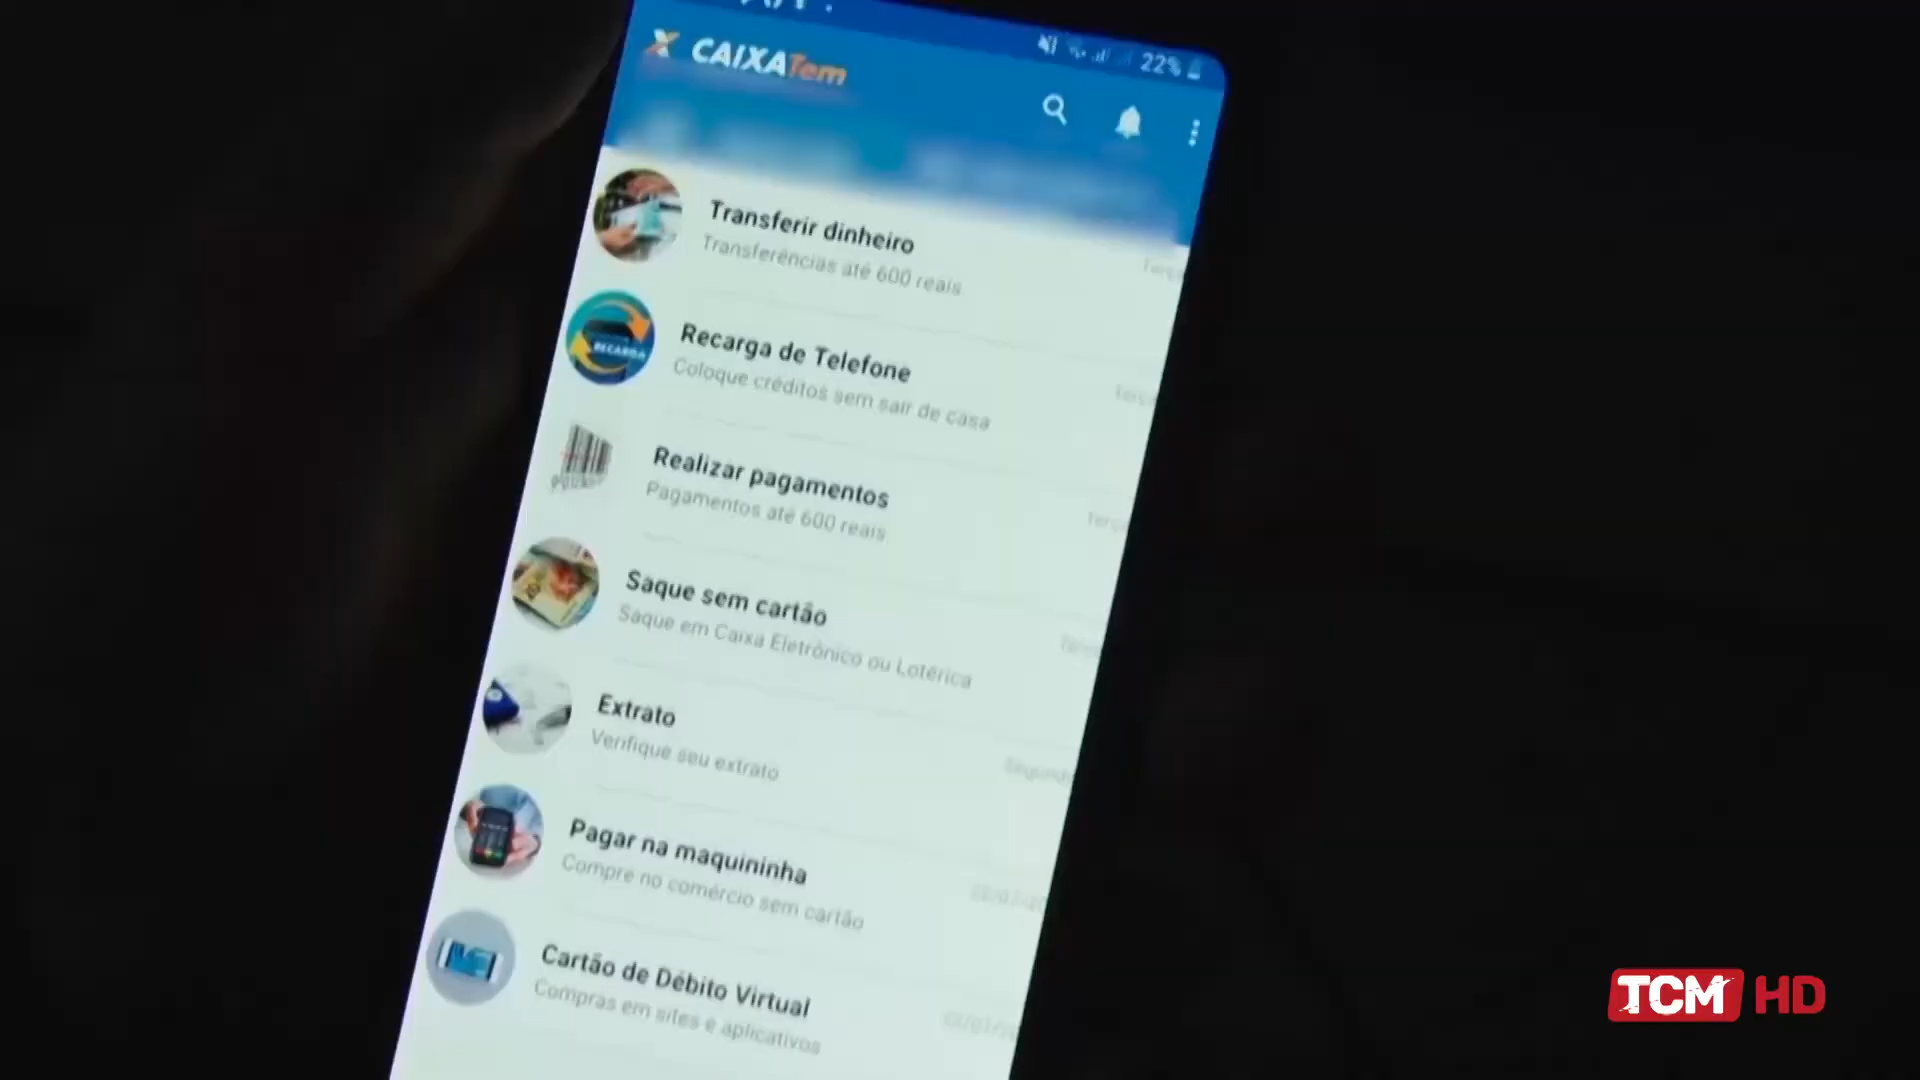 22%
CAIXATem
Transferir dinheiro
Transferências até 600 reais
RECARGA
Recarga de Telefone
Coloque créditos sem sair de casa
Realizar pagamentos
Pagamentos até 600 reais
Saque sem cartão
Saque em Caixa Eletrônico ou Lotérica
Extrato
Verifique seu extrato
Pagar na maquininha
Compre no comércio sem cartão
Cartão de Débito Virtual
Compras em sites e aplicativos
TCM HD